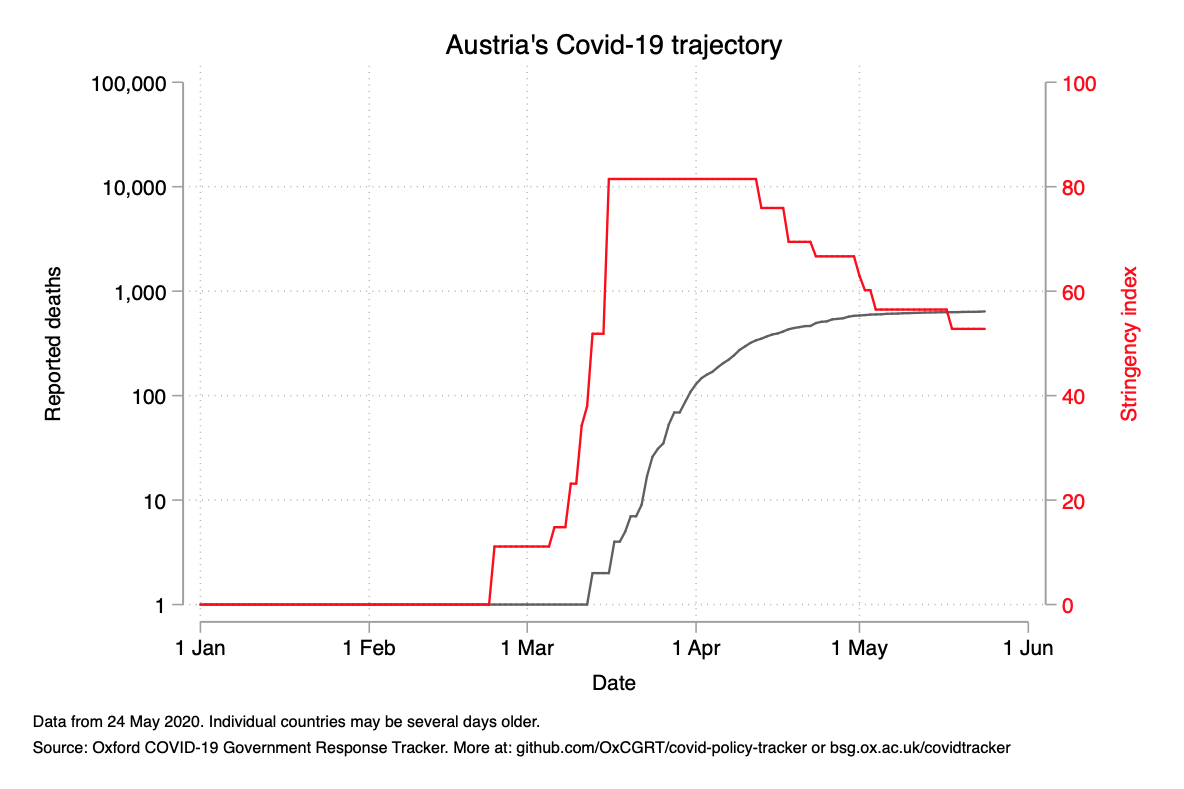 Austria's Covid-19 trajectory
100,000
10,000
1,000
100
10
1
Reported deaths
100
80
60
40
20
0
Stringency index
1 Jan 1 Feb 1 Mar 1 Apr 1 May 1 Jun
Date
Data from 24 May 2020. Individual countries may be several days older.
Source: Oxford COVID-19 Government Response Tracker. More at: github.com/OxCGRT/covid-policy-tracker or bsg.ox.ac.uk/covidtracker